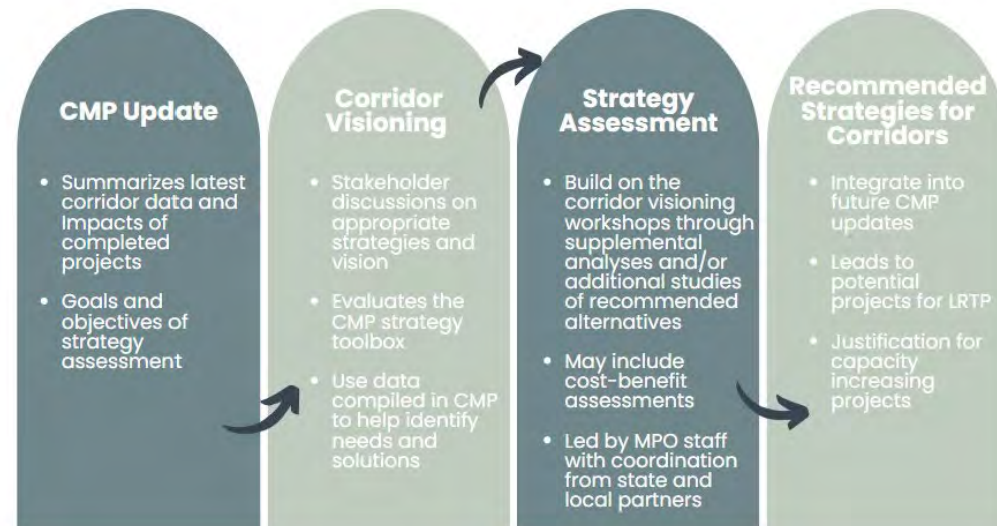 CMP Update
• Summarizes latest
corridor data and
Impacts of
completed
projects
• Goals and
objectives of
strategy
assessment
Corridor
Visioning
• Stakeholder
discussions on
appropriate
strategies and
vision
• Evaluates the
CMP strategy
toolbox
• Use data
compiled in CMP
to help identify
needs and
solutions
Strategy
Assessment
• Build on the
corridor visioning
workshops through
supplemental
analyses and/or
additional studies
of recommended
alternatives
• May include
cost-benefit
assessments
• Led by MPO staff
with coordination
from state and
local partners
Recommended
Strategies for
Corridors
• Integrate into
future CMP
updates
• Leads to
potential
projects for LRTP
• Justification for
capacity
increasing
projects